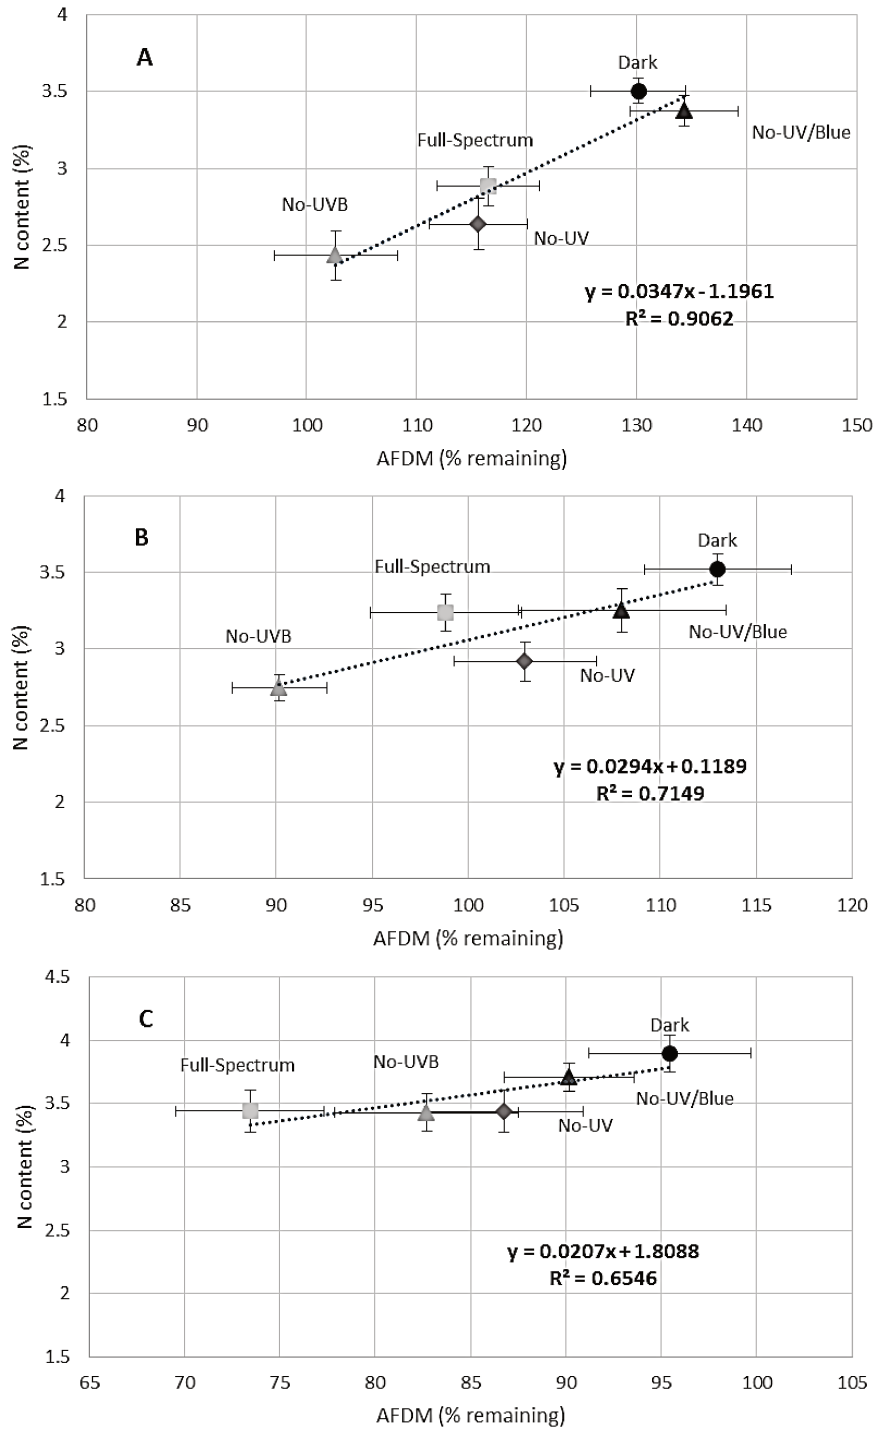 4
A
Dark
3.5
No-UV/Blue
Full-Spectrum
3
No-UVB
No-UV
2.5
y = 0.0347x - 1.1961
R² = 0.9062
2
1.5
N content (%)
80 90 100 110 120 130 140 150
AFDM (% remaining)
4
B
Dark
3.5
Full-Spectrum
No-UVB
No-UV/Blue
3
No-UV
2.5
y = 0.0294x + 0.1189
R² = 0.7149
2
1.5
N content (%)
80 85 90 95 100 105 110 115 120
AFDM (% remaining)
4.5
C
Dark
4
Full-Spectrum
No-UVB
No-UV/Blue
3.5
No-UV
3
2.5
y = 0.0207x + 1.8088
R² = 0.6546
2
1.5
N content (%)
65 70 75 80 85 90 95 100 105
AFDM (% remaining)